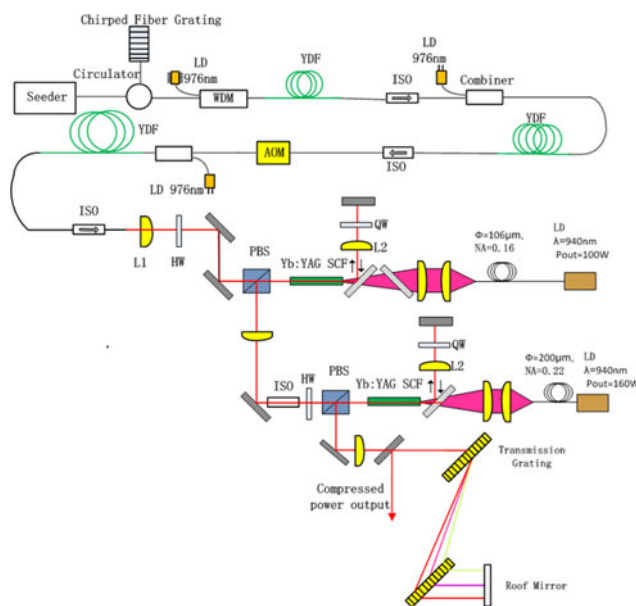 Chirped Fiber Grating
Circulator
Seeder
LD
976nm
WDM
YDF
ISO
LD
976nm
Combiner
YDF
YDF
LD 976nm
AOM
ISO
ISO
L1
HW
PBS
QW
L2
Yb:YAG SCF
Φ=106μm,
NA=0.16
LD
λ=940nm
Pout=100W
ISO
HW
PBS
QW
L2
Yb:YAG SCF
Φ=200μm,
NA=0.22
LD
λ=940nm
Pout=160W
Compressed
power output
Transmission
Grating
Roof Mirror